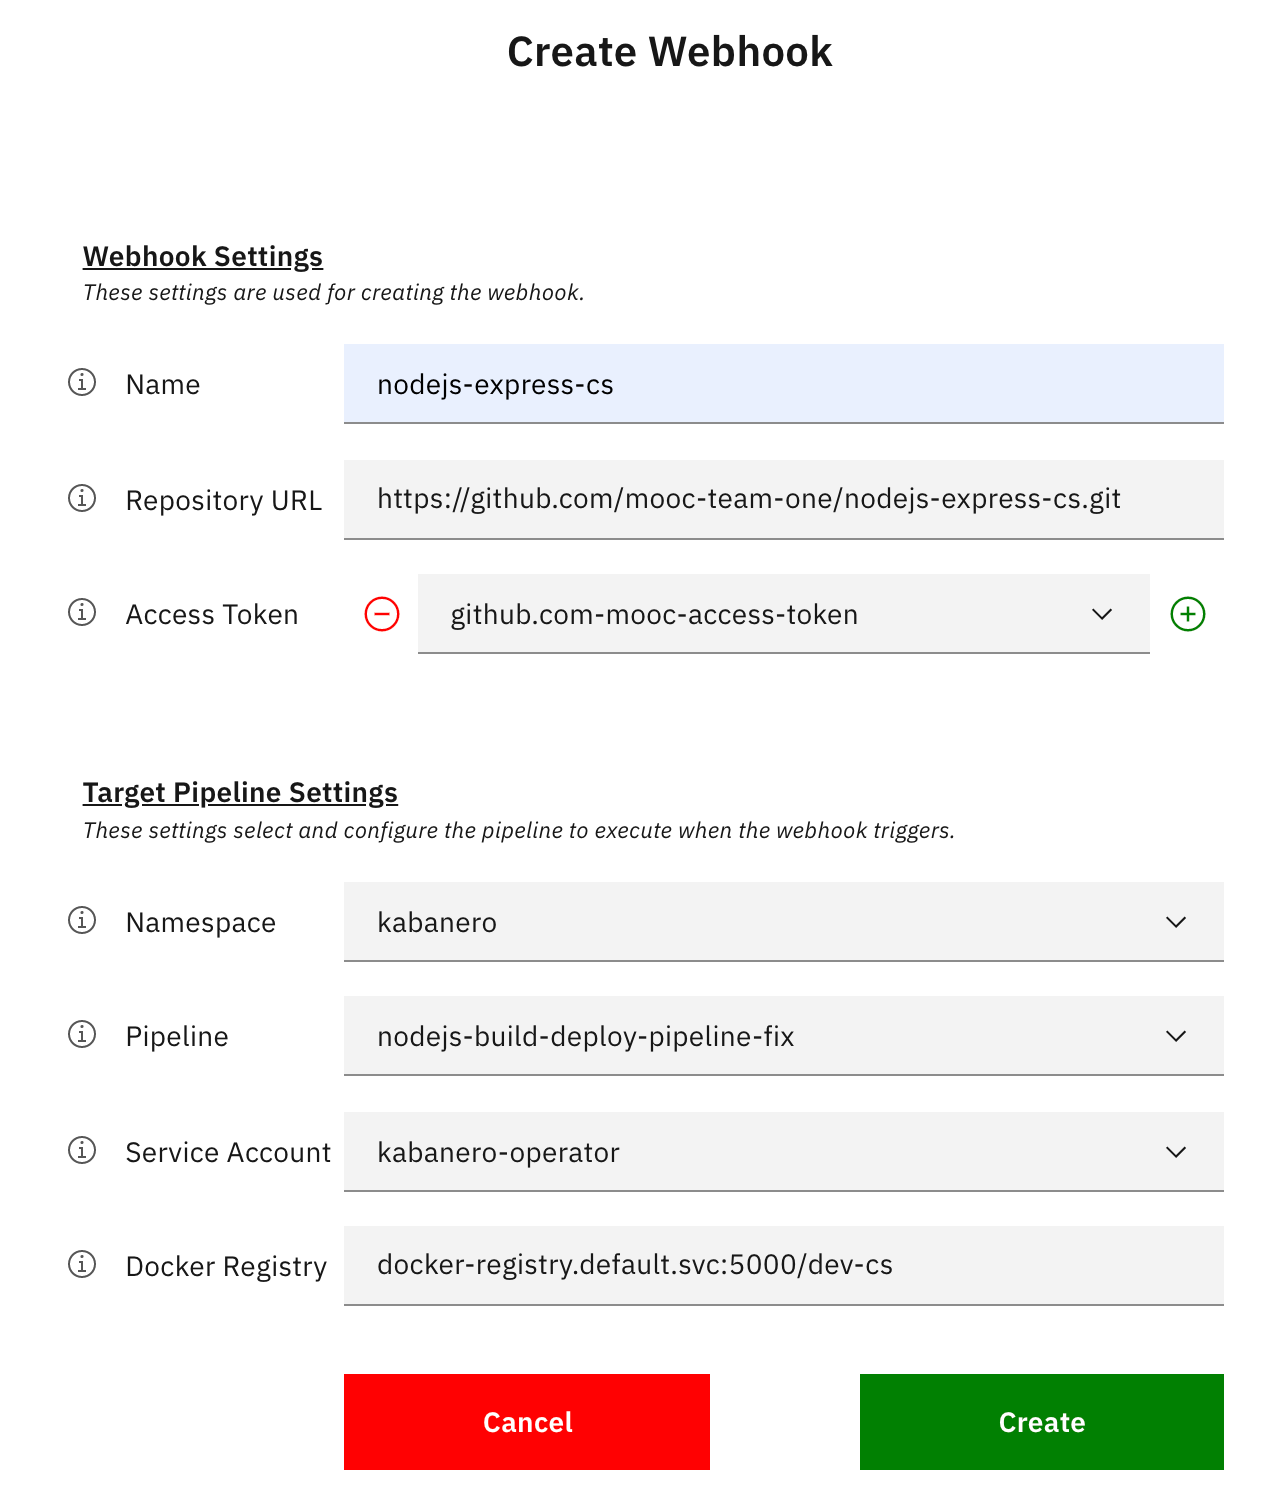 Create Webhook
Webhook Settings
These settings are used for creating the webhook.
Name nodejs-express-cs
Repository URL https://github.com/mooc-team-one/nodejs-express-cs.git
Access Token github.com-mooc-access-token
Target Pipeline Settings
These settings select and configure the pipeline to execute when the webhook triggers.
Namespace kabanero
Pipeline nodejs-build-deploy-pipeline-fix
Service Account kabanero-operator
Docker Registry docker-registry.default.svc:5000/dev-cs
Cancel Create